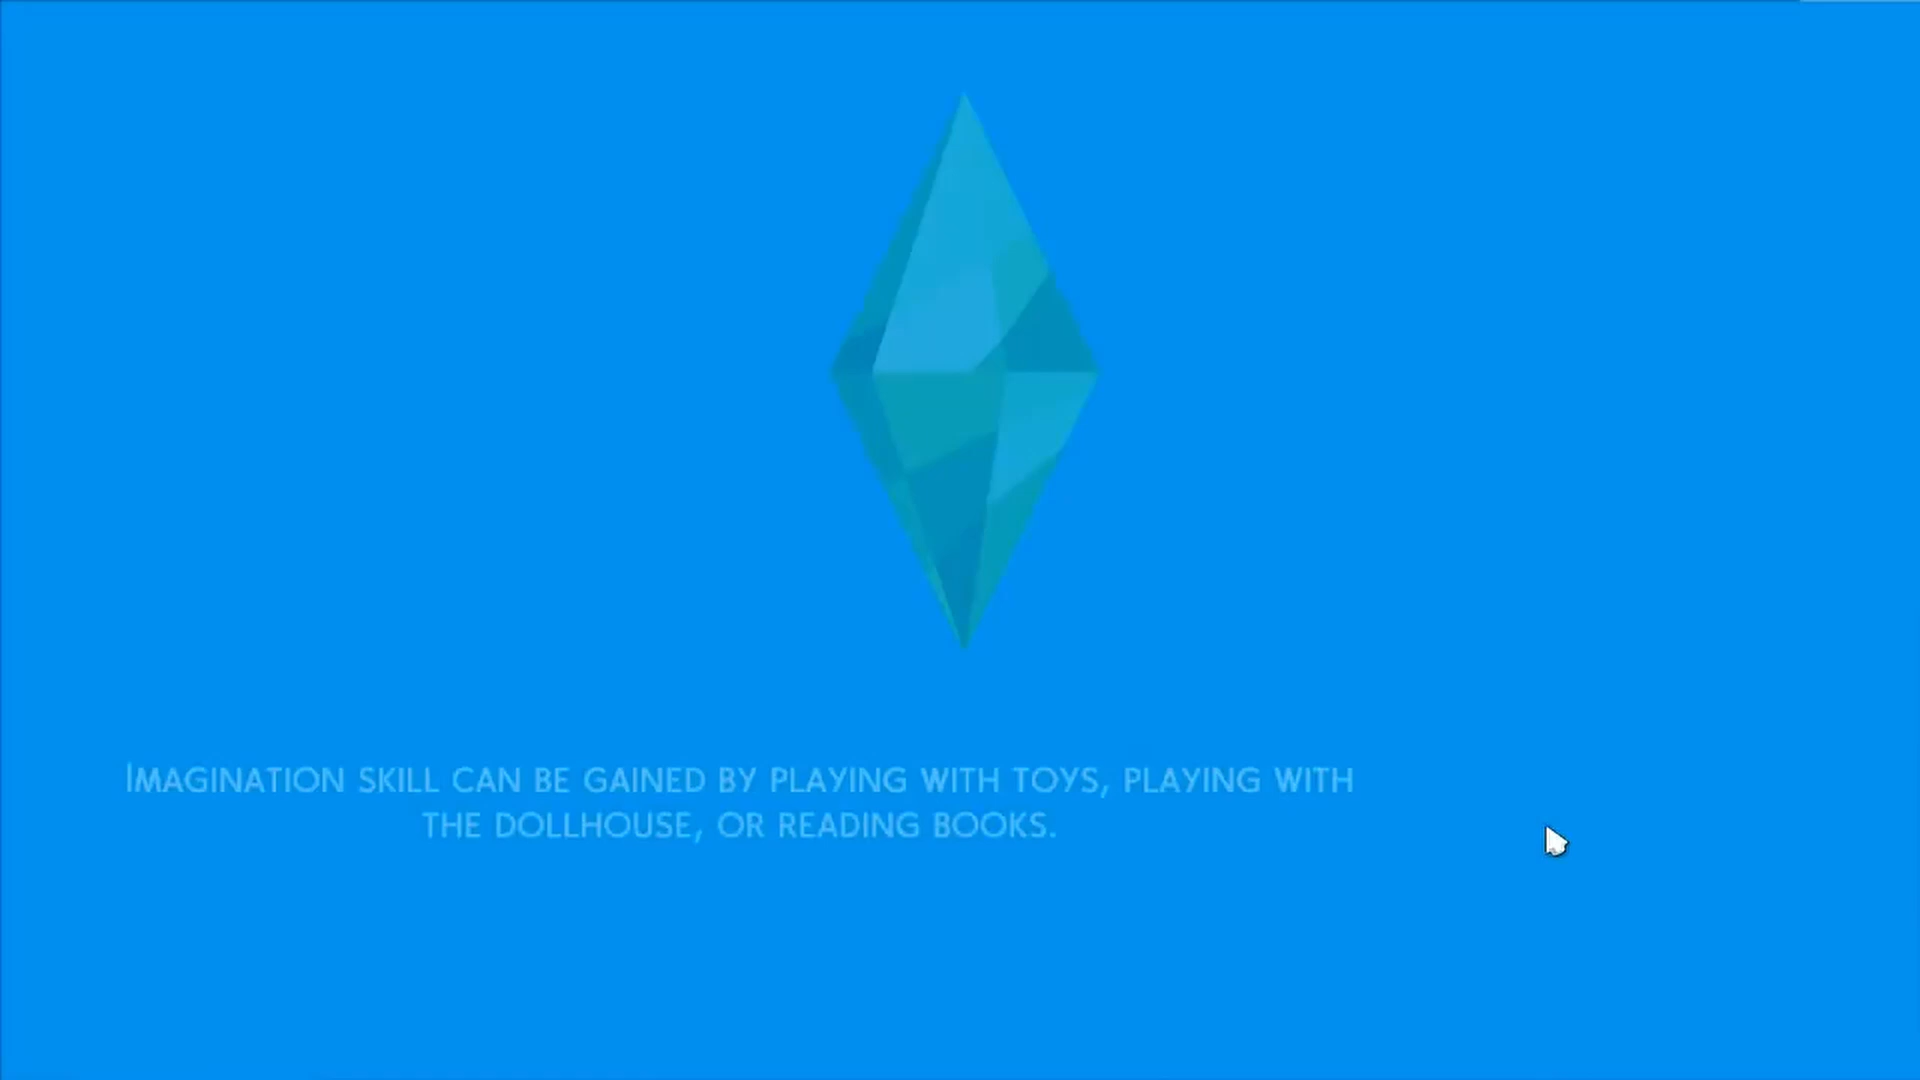 Imagination skill can be gained by playing with toys, playing with
the dollhouse, or reading books.